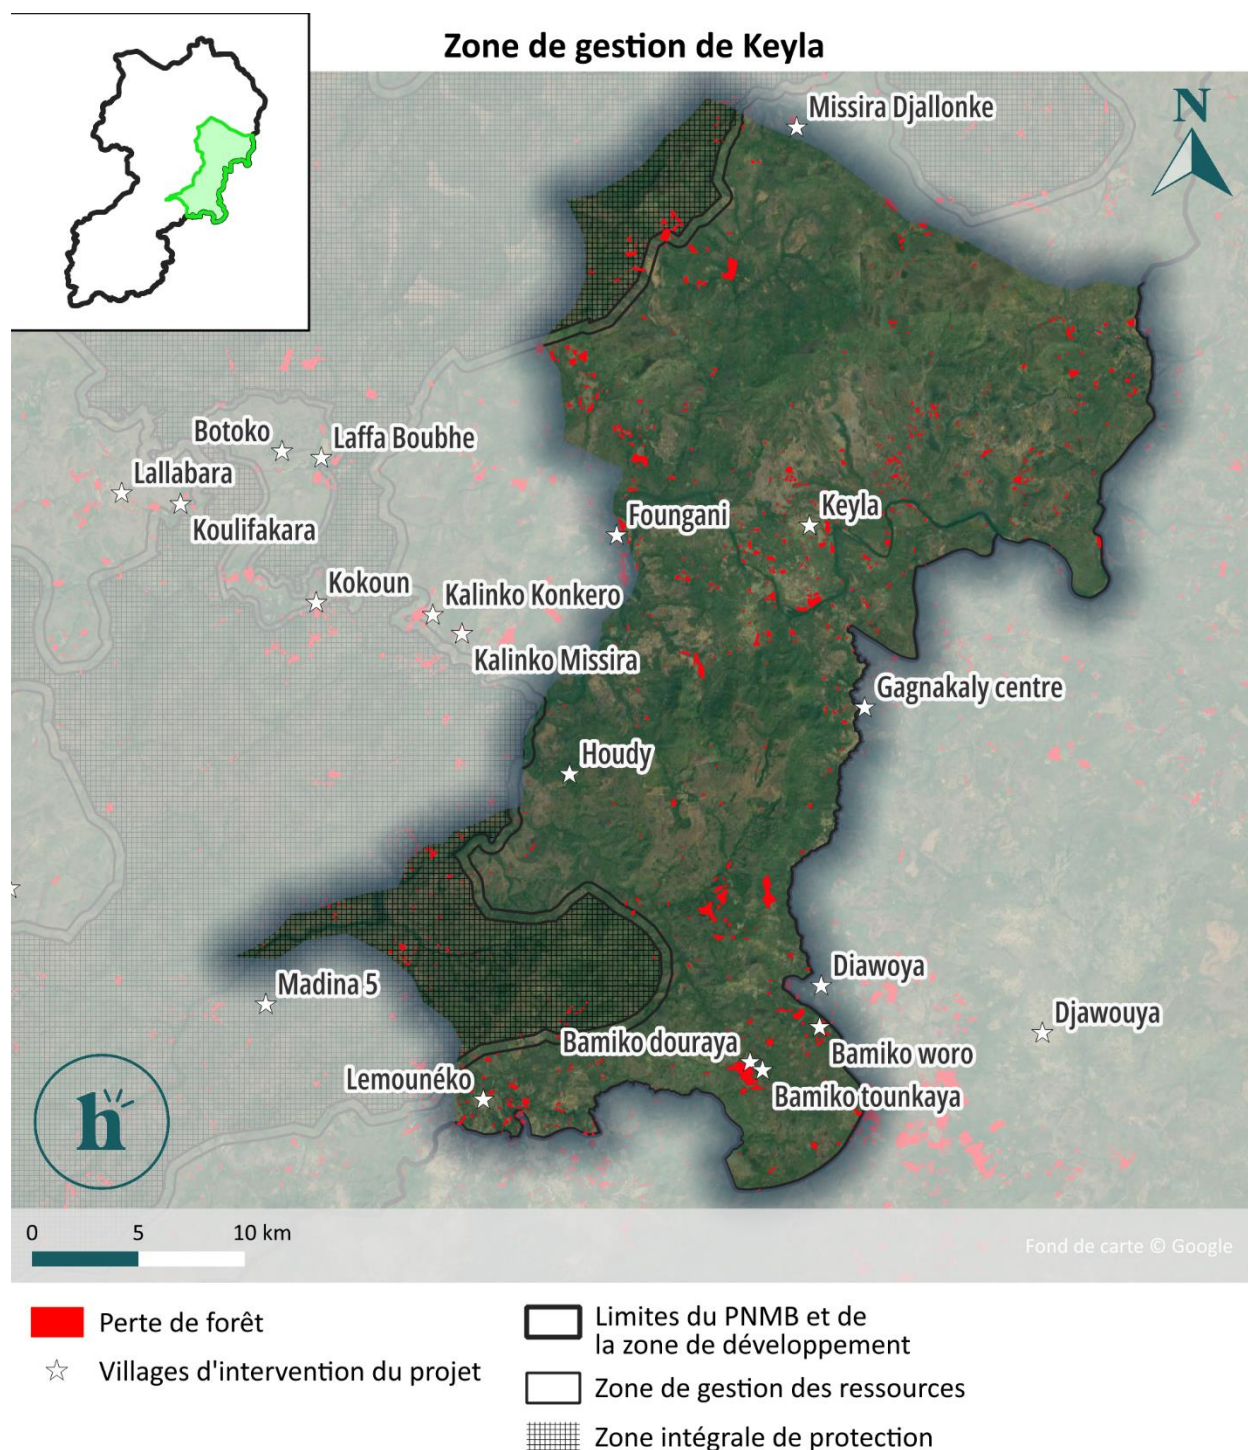 Zone de gestion de Keyla
Missira Djallonke
N
Botoko
Laffa Boubhe
Lallabara
Koulifakara
Foungani
Keyla
Kokoun
Kalinko Konkero
Kalinko Missira
Gagnakaly centre
Houdy
Madina 5
Diawoya
Djawouya
Bamiko douraya
Bamiko woro
Lemounéko
Bamiko tounkaya
h
0 5 10 km
Fond de carte © Google
Perte de forêt
Villages d'intervention du projet
Limites du PNMB et de
la zone de développement
Zone de gestion des ressources
Zone intégrale de protection